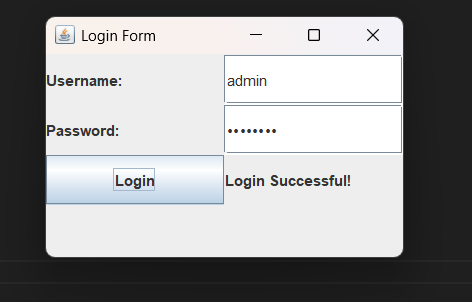 Login Form
Username: admin
Password: ••••••••
Login Login Successful!